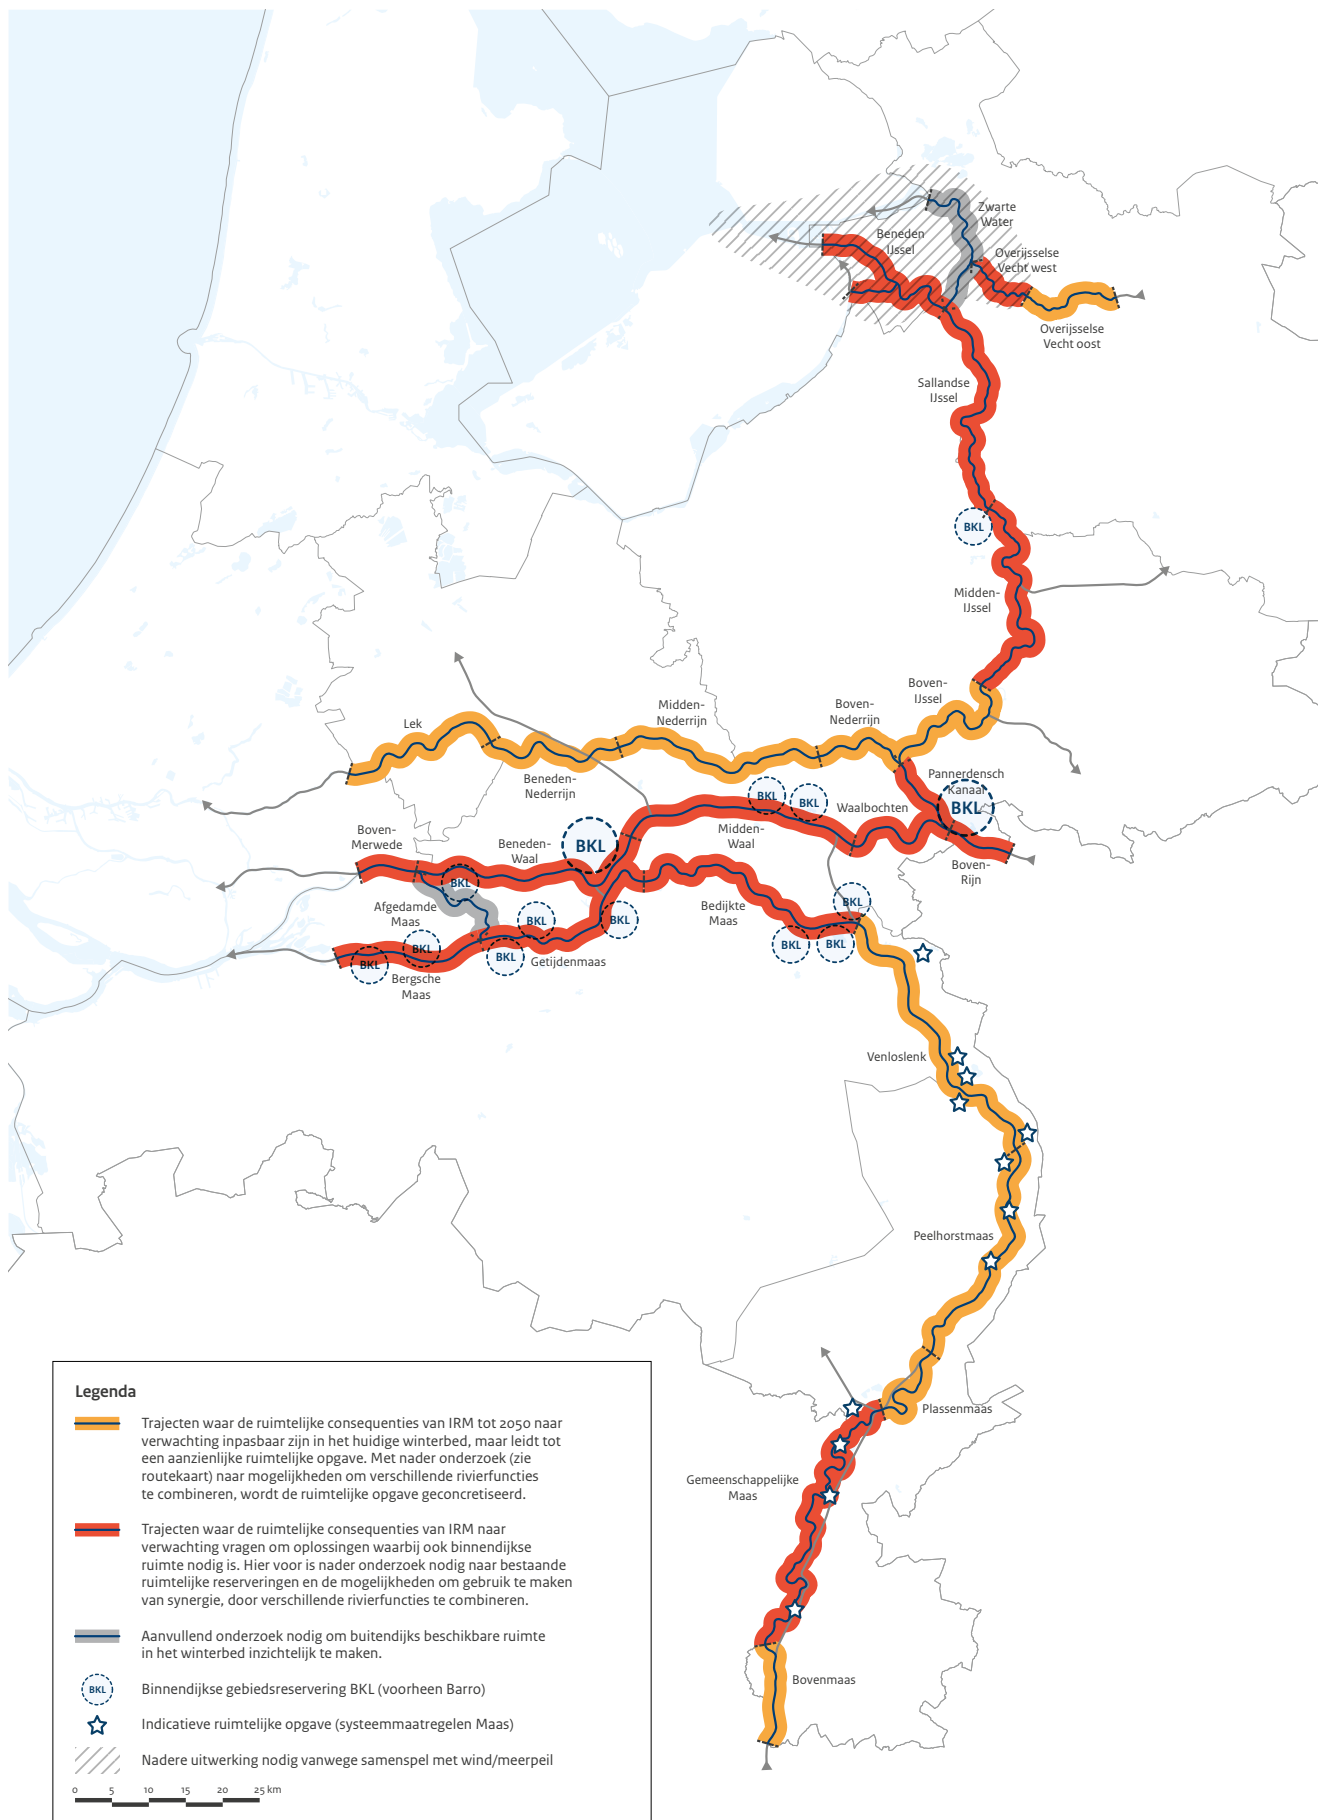 Zwarte
Water
Beneden
IJssel
Overijsselse
Vecht west
Overijsselse
Vecht oost
Sallandse
IJssel
BKL
Midden-
IJssel
Boven-
IJssel
Midden-
Nederrijn
Boven-
Nederrijn
Lek
Beneden-
Nederrijn
Pannerdensch
Kanaal
BKL
BKL
BKL
Waalbochten
Midden-
Waal
Boven-
Rijn
Boven-
Merwede
Beneden-
Waal
BKL
BKL
Afgedamde
Maas
BKL
BKL
Bedijkte
Maas
BKL
BKL
BKL
BKL
BKL
BKL
Getijdenmaas
Bergsche
Maas
Venloslenk
Peelhorstmaas
Plassenmaas
Gemeenschappelijke
Maas
Bovenmaas
Legenda
Trajecten waar de ruimtelijke consequenties van IRM tot 2050 naar
verwachting inpasbaar zijn in het huidige winterbed, maar leidt tot
een aanzienlijke ruimtelijke opgave. Met nader onderzoek (zie
routekaart) naar mogelijkheden om verschillende rivierfuncties
te combineren, wordt de ruimtelijke opgave geconcretiseerd.
Trajecten waar de ruimtelijke consequenties van IRM naar
verwachting vragen om oplossingen waarbij ook binnendijkse
ruimte nodig is. Hier voor is nader onderzoek nodig naar bestaande
ruimtelijke reserveringen en de mogelijkheden om gebruik te maken
van synergie, door verschillende rivierfuncties te combineren.
Aanvullend onderzoek nodig om buitendijks beschikbare ruimte
in het winterbed inzichtelijk te maken.
BKL Binnendijkse gebiedsreservering BKL (voorheen Barro)
Indicatieve ruimtelijke opgave (systeemmaatregelen Maas)
Nadere uitwerking nodig vanwege samenspel met wind/meerpeil
0 5 10 15 20 25 km